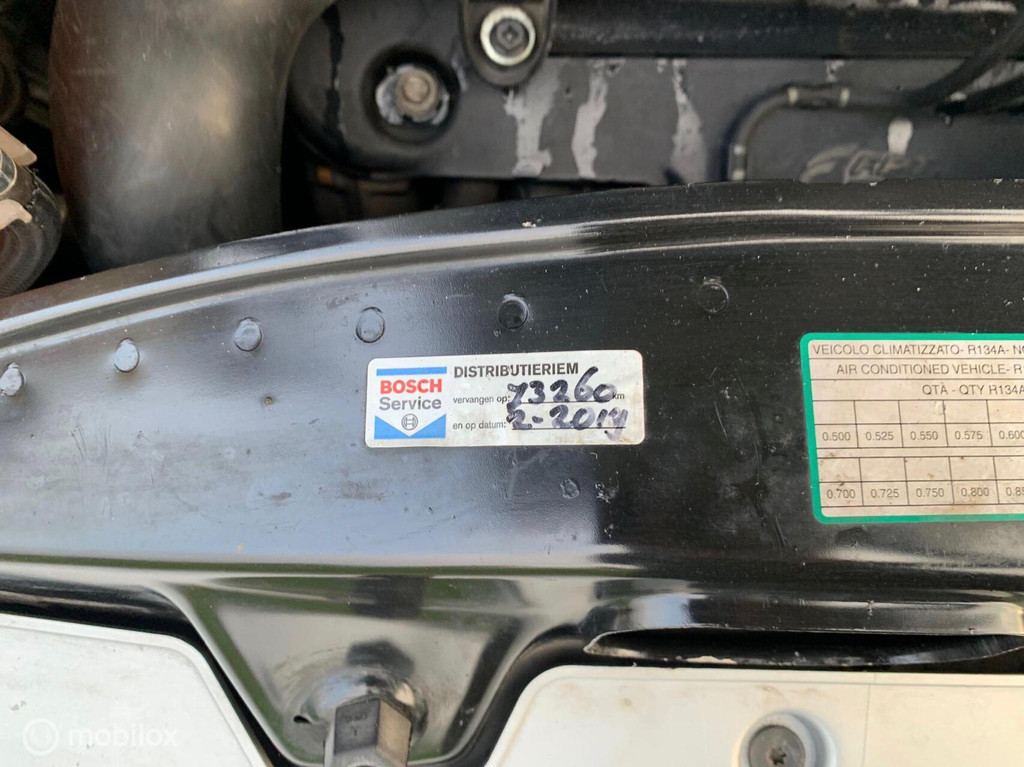 DISTRIBUTIERIEM
BOSCH
Service
vervangen op: 73260 km
en op datum: 2-2014
VEICOLO CLIMATIZZATO- R134A- N
AIR CONDITIONED VEHICLE- R
QTA - QTY R134A
0.500 0.525 0.550 0.575 0.600
0.700 0.725 0.750 0.800 0.8
mobilox